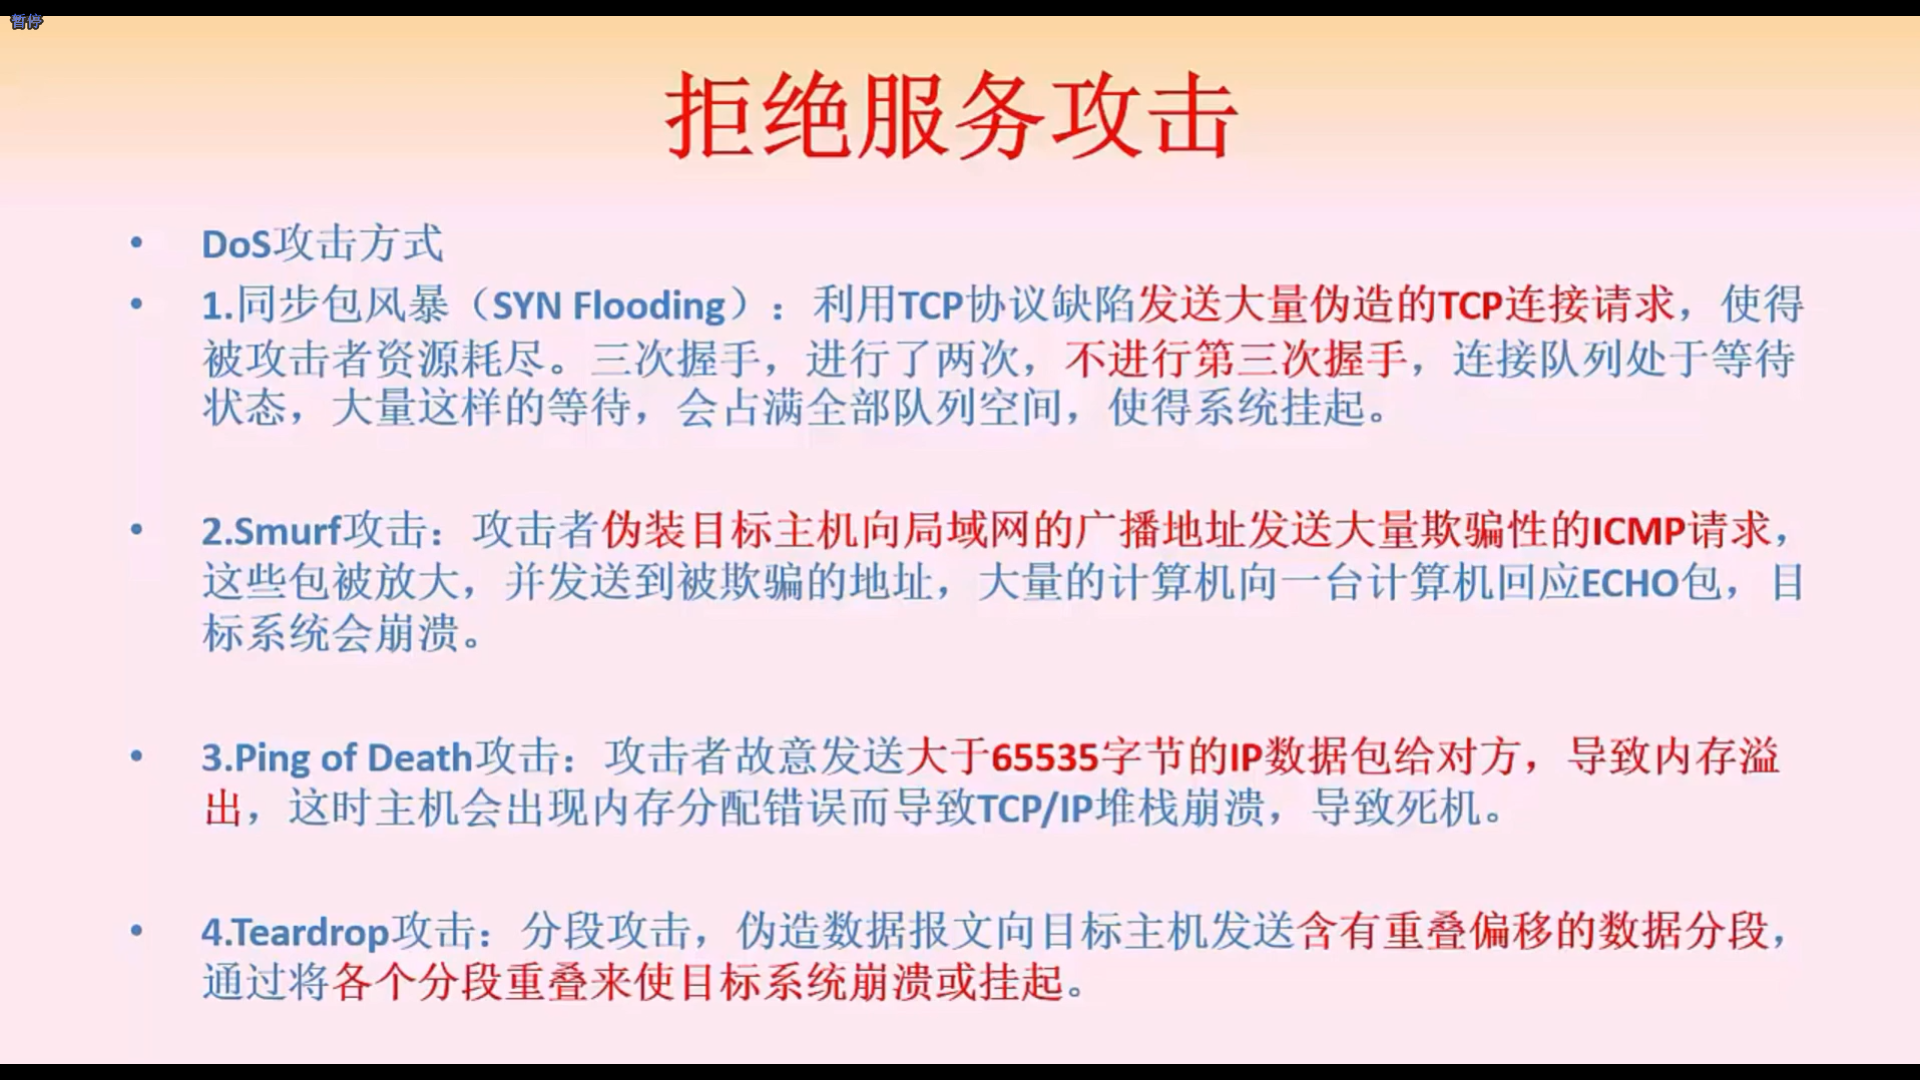 暂停
拒绝服务攻击
• DoS攻击方式
• 1.同步包风暴（SYN Flooding）：利用TCP协议缺陷发送大量伪造的TCP连接请求，使得
被攻击者资源耗尽。三次握手，进行了两次，不进行第三次握手，连接队列处于等待
状态，大量这样的等待，会占满全部队列空间，使得系统挂起。
• 2.Smurf攻击：攻击者伪装目标主机向局域网的广播地址发送大量欺骗性的ICMP请求，
这些包被放大，并发送到被欺骗的地址，大量的计算机向一台计算机回应ECHO包，目
标系统会崩溃。
• 3.Ping of Death攻击：攻击者故意发送大于65535字节的IP数据包给对方，导致内存溢
出，这时主机会出现内存分配错误而导致TCP/IP堆栈崩溃，导致死机。
• 4.Teardrop攻击：分段攻击，伪造数据报文向目标主机发送含有重叠偏移的数据分段，
通过将各个分段重叠来使目标系统崩溃或挂起。